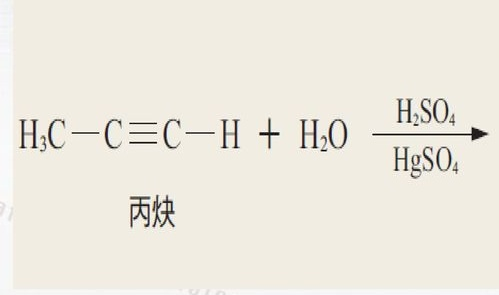 H₃C—C≡C—H + H₂O
H₂SO₄
HgSO₄
丙炔